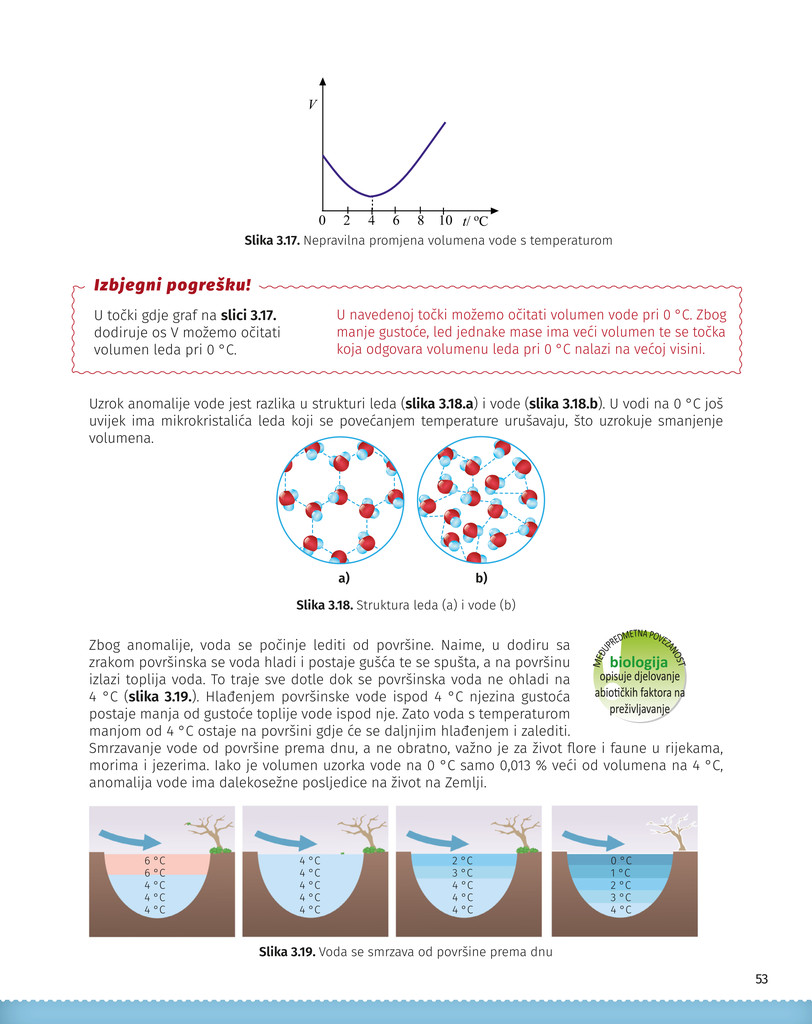 V
0 2 4 6 8 10 t/ °C
Slika 3.17. Nepravilna promjena volumena vode s temperaturom
Izbjegni pogrešku!
U točki gdje graf na slici 3.17.
dodiruje os V možemo očitati
volumen leda pri 0 °C.
U navedenoj točki možemo očitati volumen vode pri 0 °C. Zbog
manje gustoće, led jednake mase ima veći volumen te se točka
koja odgovara volumenu leda pri 0 °C nalazi na većoj visini.
Uzrok anomalije vode jest razlika u strukturi leda (slika 3.18.a) i vode (slika 3.18.b). U vodi na 0 °C još
uvijek ima mikrokristalića leda koji se povećanjem temperature urušavaju, što uzrokuje smanjenje
volumena.
a) b)
Slika 3.18. Struktura leda (a) i vode (b)
Zbog anomalije, voda se počinje lediti od površine. Naime, u dodiru sa
zrakom površinska se voda hladi i postaje gušća te se spušta, a na površinu
izlazi toplija voda. To traje sve dotle dok se površinska voda ne ohladi na
4 °C (slika 3.19.). Hlađenjem površinske vode ispod 4 °C njezina gustoća
postaje manja od gustoće toplije vode ispod nje. Zato voda s temperaturom
manjom od 4 °C ostaje na površini gdje će se daljnjim hlađenjem i zalediti.
Smrzavanje vode od površine prema dnu, a ne obratno, važno je za život flore i faune u rijekama,
morima i jezerima. Iako je volumen uzorka vode na 0 °C samo 0,013 % veći od volumena na 4 °C,
anomalija vode ima dalekosežne posljedice na život na Zemlji.
MEĐUPREDMETNA POVEZANOST
biologija
opisuje djelovanje
abiotičkih faktora na
preživljavanje
6 °C
6 °C
4 °C
4 °C
4 °C
4 °C
4 °C
4 °C
4 °C
4 °C
2 °C
3 °C
4 °C
4 °C
4 °C
0 °C
1 °C
2 °C
3 °C
4 °C
Slika 3.19. Voda se smrzava od površine prema dnu
53